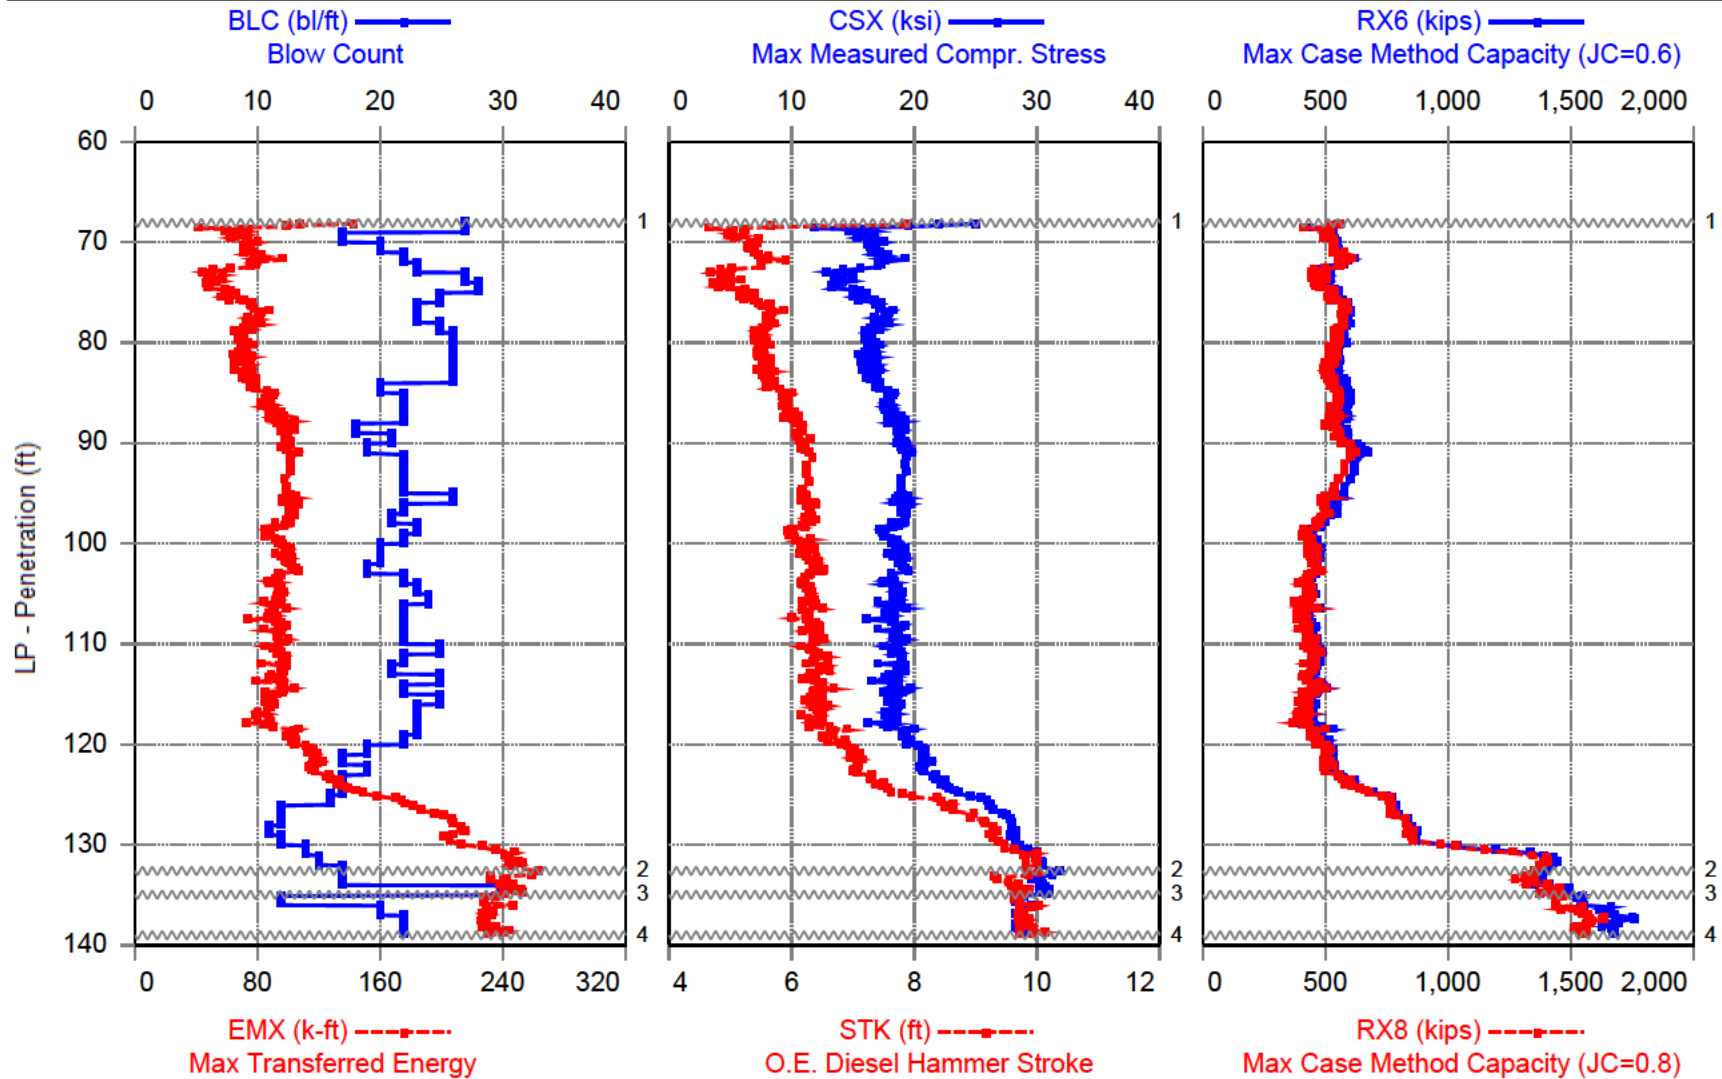 BLC (bl/ft)
Blow Count
CSX (ksi)
Max Measured Compr. Stress
RX6 (kips)
Max Case Method Capacity (JC=0.6)
0 10 20 30 40
0 10 20 30 40
0 500 1,000 1,500 2,000
60
70
80
90
100
110
120
130
140
LP - Penetration (ft)
1
2
3
4
1
2
3
4
1
2
3
4
0 80 160 240 320
4 6 8 10 12
0 500 1,000 1,500 2,000
EMX (k-ft)
Max Transferred Energy
STK (ft)
O.E. Diesel Hammer Stroke
RX8 (kips)
Max Case Method Capacity (JC=0.8)